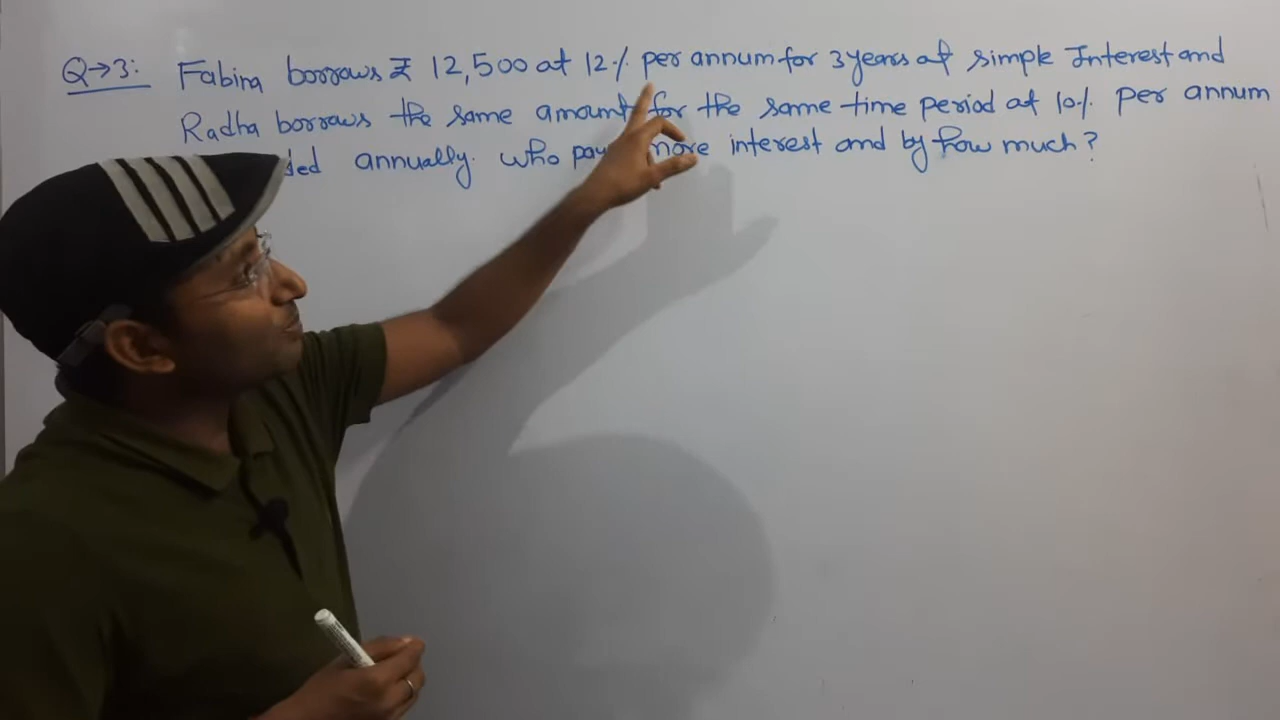 Q→3: Fabina borrows ₹ 12,500 at 12% per annum for 3 years at simple Interest and
Radha borrows the same amount for the same time period at 10% per annum
ded annually. who pay more interest and by how much?